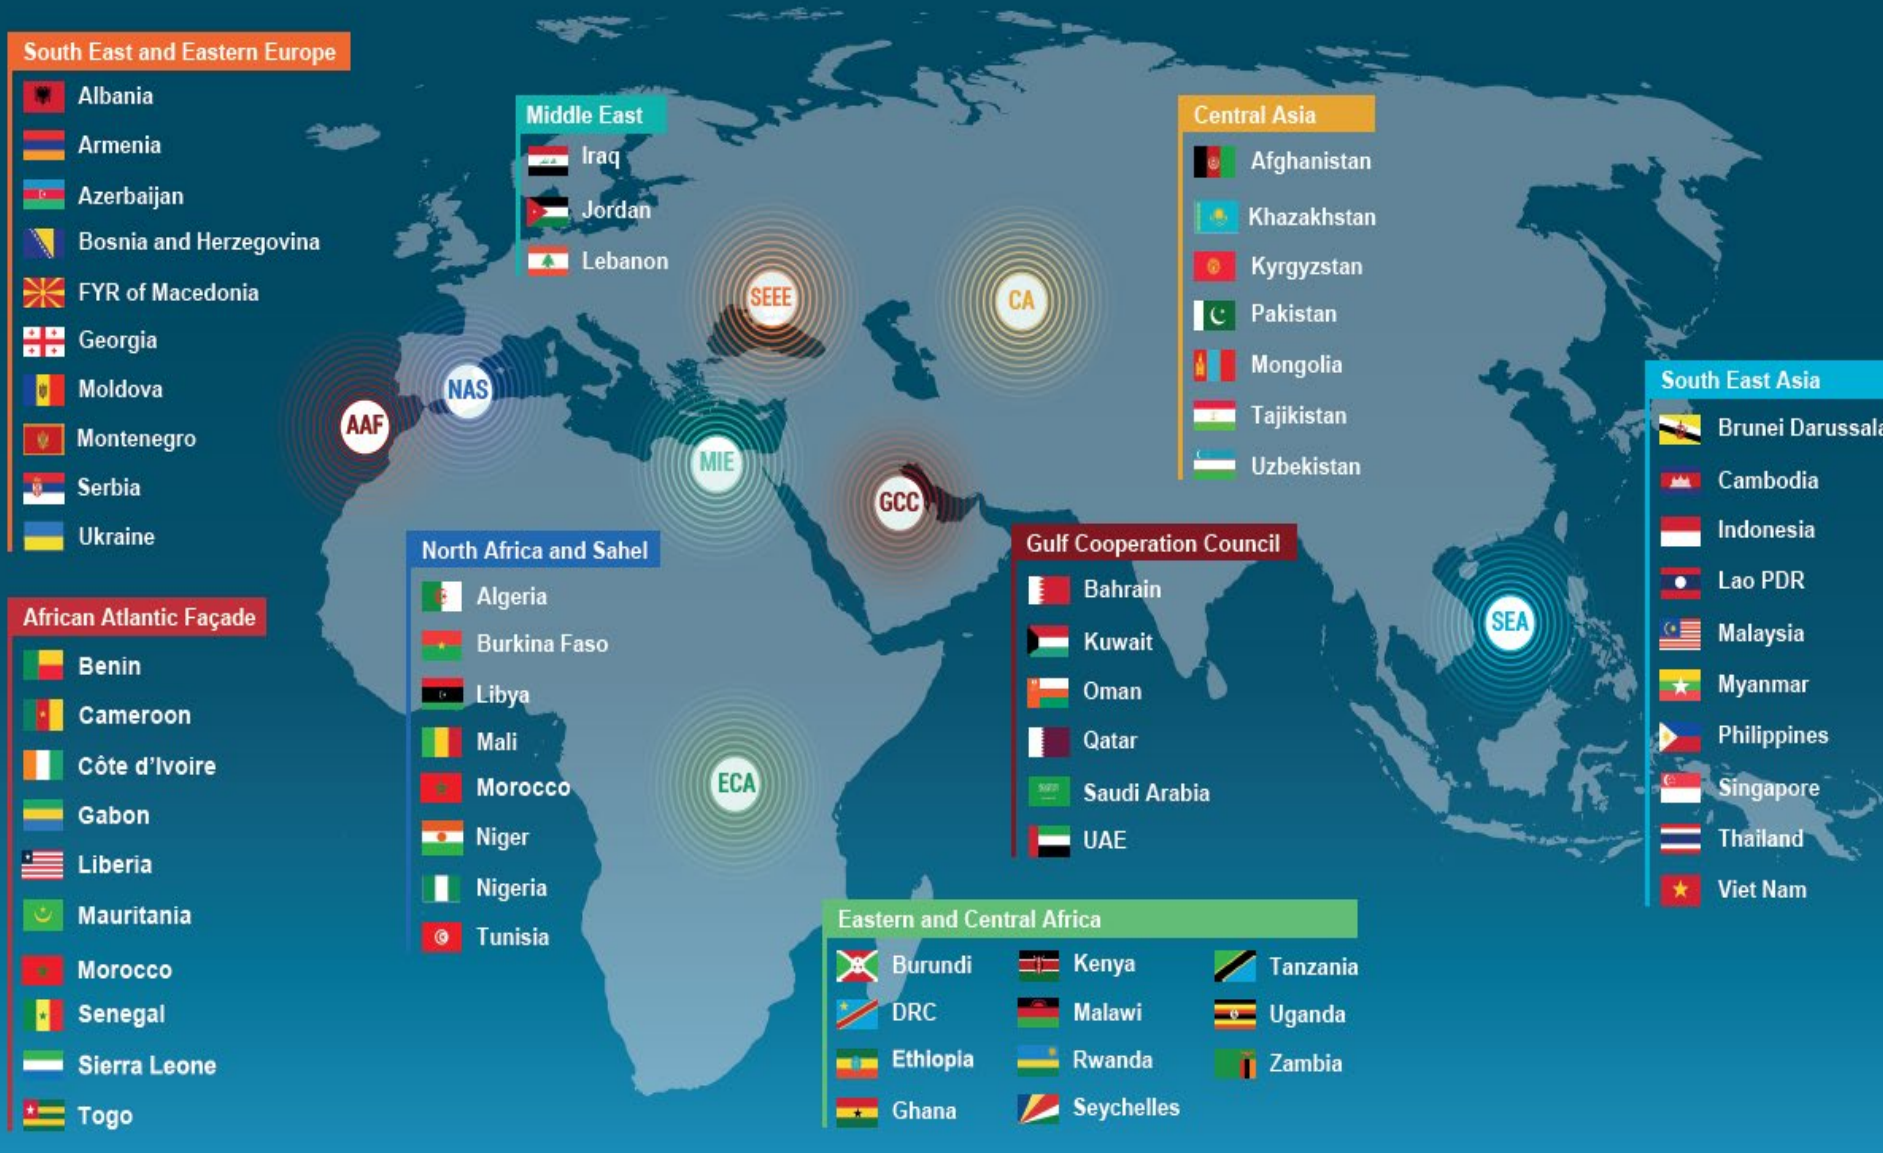 South East and Eastern Europe
Albania
Armenia
Azerbaijan
Bosnia and Herzegovina
FYR of Macedonia
Georgia
Moldova
Montenegro
Serbia
Ukraine
African Atlantic Façade
Benin
Cameroon
Côte d’Ivoire
Gabon
Liberia
Mauritania
Morocco
Senegal
Sierra Leone
Togo
Middle East
Iraq
Jordan
Lebanon
SEEE
CA
NAS
AAF
MIE
GCC
SEA
ECA
North Africa and Sahel
Algeria
Burkina Faso
Libya
Mali
Morocco
Niger
Nigeria
Tunisia
Central Asia
Afghanistan
Khazakhstan
Kyrgyzstan
Pakistan
Mongolia
Tajikistan
Uzbekistan
Gulf Cooperation Council
Bahrain
Kuwait
Oman
Qatar
Saudi Arabia
UAE
Eastern and Central Africa
Burundi
DRC
Ethiopia
Ghana
Kenya
Malawi
Rwanda
Seychelles
Tanzania
Uganda
Zambia
South East Asia
Brunei Darussala
Cambodia
Indonesia
Lao PDR
Malaysia
Myanmar
Philippines
Singapore
Thailand
Viet Nam